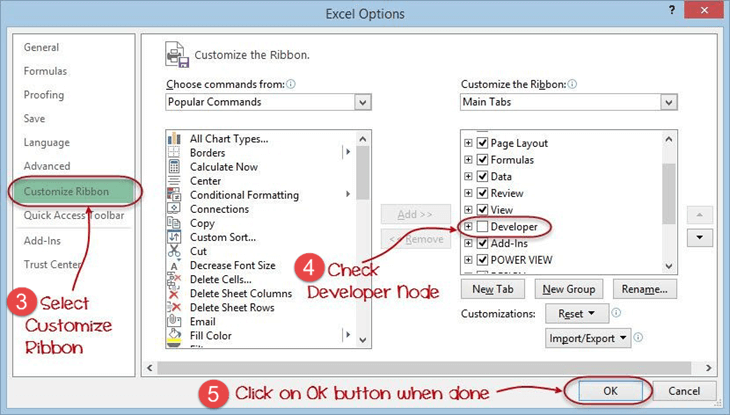 Excel Options
?
General
Formulas
Proofing
Save
Language
Advanced
Customize Ribbon
Quick Access Toolbar
Add-Ins
Trust Center
3 Select
Customize
Ribbon
Customize the Ribbon.
Choose commands from:
Popular Commands
All Chart Types...
Borders
Calculate Now
Center
Conditional Formatting
Connections
Copy
Custom Sort...
Cut
Decrease Font Size
Delete Cells...
Delete Sheet Columns
Delete Sheet Rows
Email
Fill Color
Add >>
<< Remove
Customize the Ribbon:
Main Tabs
Page Layout
Formulas
Data
Review
View
Developer
Add-Ins
POWER VIEW
DESIGN
4 Check
Developer Node
New Tab New Group Rename...
Customizations: Reset
Import/Export
5 Click on Ok button when done
OK Cancel